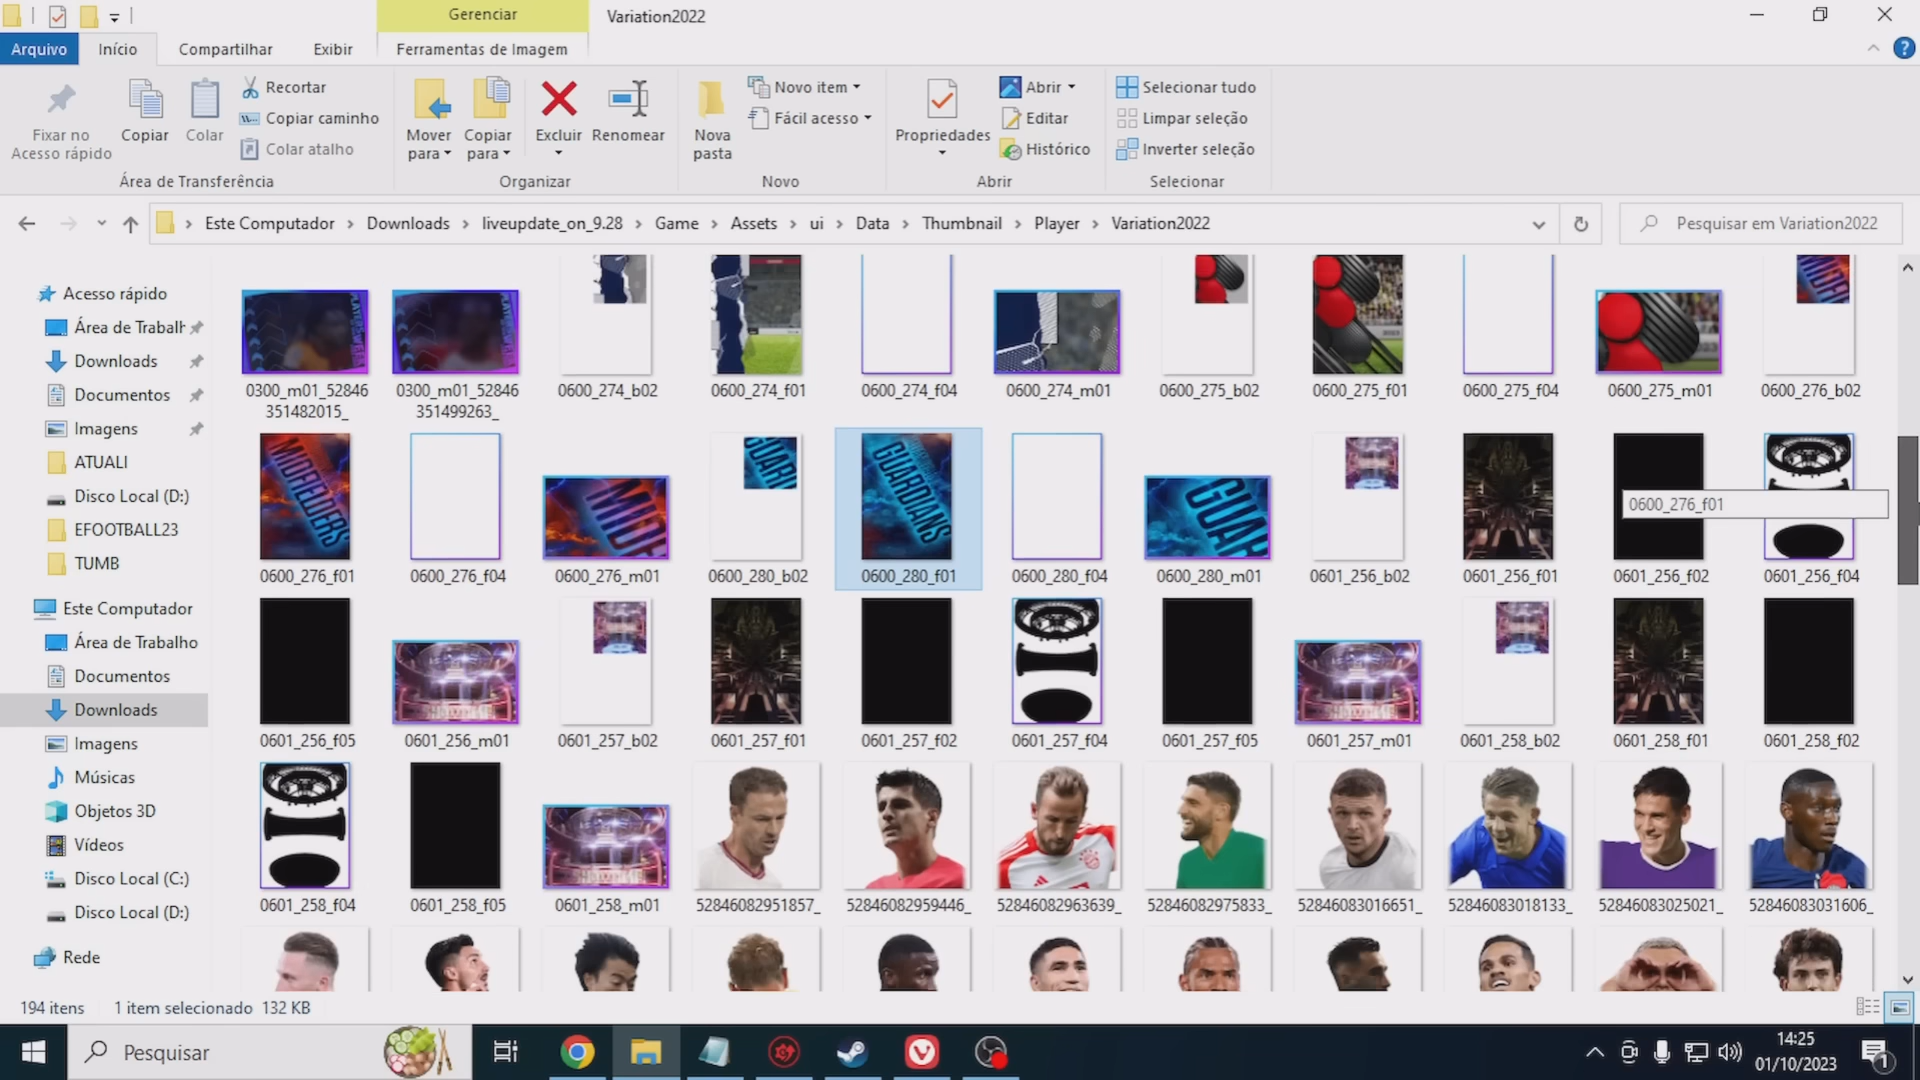 Gerenciar
Variation2022
Arquivo
Início
Compartilhar
Exibir
Ferramentas de Imagem
Fixar no
Acesso rápido
Copiar
Colar
Recortar
Copiar caminho
Colar atalho
Mover
para
Copiar
para
Excluir
Renomear
Nova
pasta
Novo item
Fácil acesso
Propriedades
Abrir
Editar
Histórico
Selecionar tudo
Limpar seleção
Inverter seleção
Área de Transferência
Organizar
Novo
Abrir
Selecionar
Este Computador > Downloads > liveupdate_on_9.28 > Game > Assets > ui > Data > Thumbnail > Player > Variation2022
Pesquisar em Variation2022
Acesso rápido
Área de Trabalh
Downloads
Documentos
Imagens
ATUALI
Disco Local (D:)
EFOOTBALL23
TUMB
Este Computador
Área de Trabalho
Documentos
Downloads
Imagens
Músicas
Objetos 3D
Vídeos
Disco Local (C:)
Disco Local (D:)
Rede
0300_m01_52846
351482015_
0300_m01_52846
351499263_
0600_274_b02
0600_274_f01
0600_274_f04
0600_274_m01
0600_275_b02
0600_275_f01
0600_275_f04
0600_275_m01
0600_276_b02
MIDFIELDERS
MIDF
GUARD
GUARDIANS
GUA
0600_276_f01
0600_276_f01
0600_276_f04
0600_276_m01
0600_280_b02
0600_280_f01
0600_280_f04
0600_280_m01
0601_256_b02
0601_256_f01
0601_256_f02
0601_256_f04
0601_256_f05
0601_256_m01
0601_257_b02
0601_257_f01
0601_257_f02
0601_257_f04
0601_257_f05
0601_257_m01
0601_258_b02
0601_258_f01
0601_258_f02
0601_258_f04
0601_258_f05
0601_258_m01
52846082951857_
52846082959446_
52846082963639_
52846082975833_
52846083016651_
52846083018133_
52846083025021_
52846083031606_
194 itens
1 item selecionado 132 KB
Pesquisar
14:25
01/10/2023
1